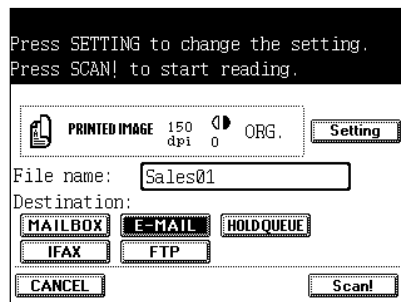 Press SETTING to change the setting.
Press SCAN! to start reading.
PRINTED IMAGE 150 dpi 0 ORG. Setting
File name: Sales01
Destination:
MAILBOX E-MAIL HOLD QUEUE
IFAX FTP
CANCEL Scan!